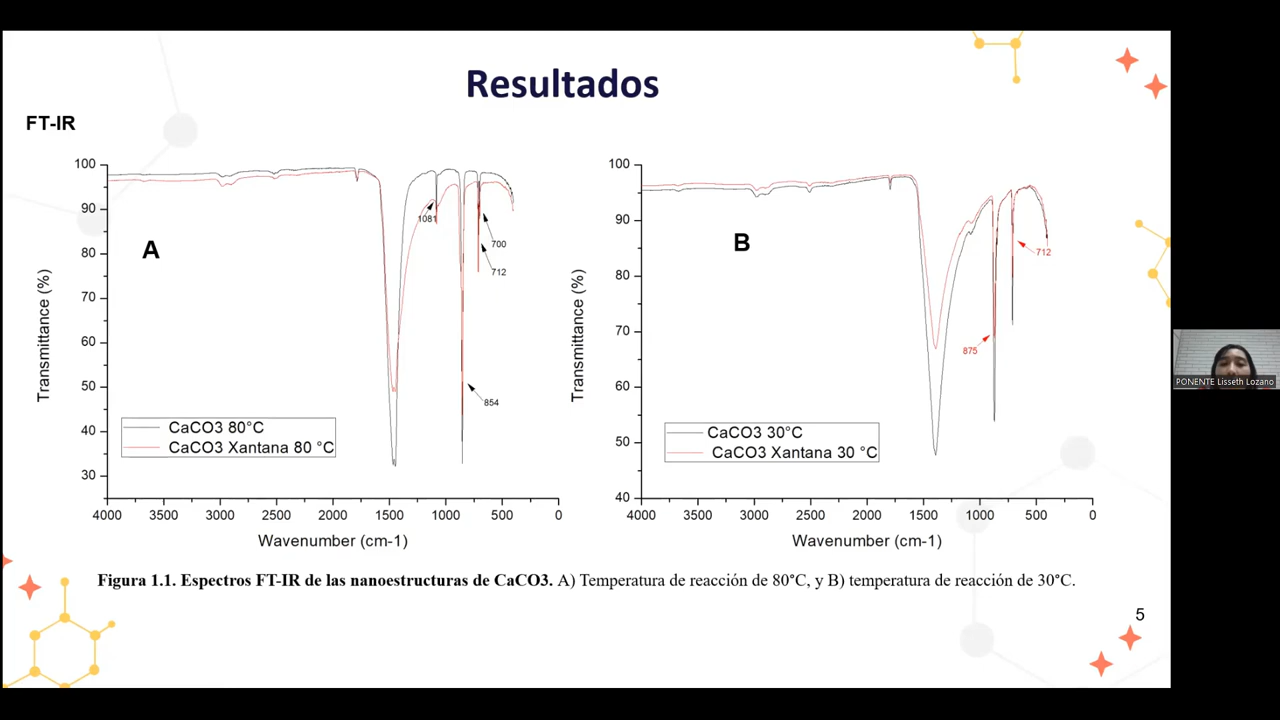 Resultados
FT-IR
100
90
80
70
60
50
40
30
4000
3500
3000
2500
2000
1500
1000
500
0
Transmittance (%)
Wavenumber (cm-1)
A
1081
700
712
854
CaCO3 80°C
CaCO3 Xantana 80 °C
100
90
80
70
60
50
40
4000
3500
3000
2500
2000
1500
1000
500
0
Transmittance (%)
Wavenumber (cm-1)
B
712
875
CaCO3 30°C
CaCO3 Xantana 30 °C
Figura 1.1. Espectros FT-IR de las nanoestructuras de CaCO3. A) Temperatura de reacción de 80°C, y B) temperatura de reacción de 30°C.
5
PONENTE Lisseth Lozano